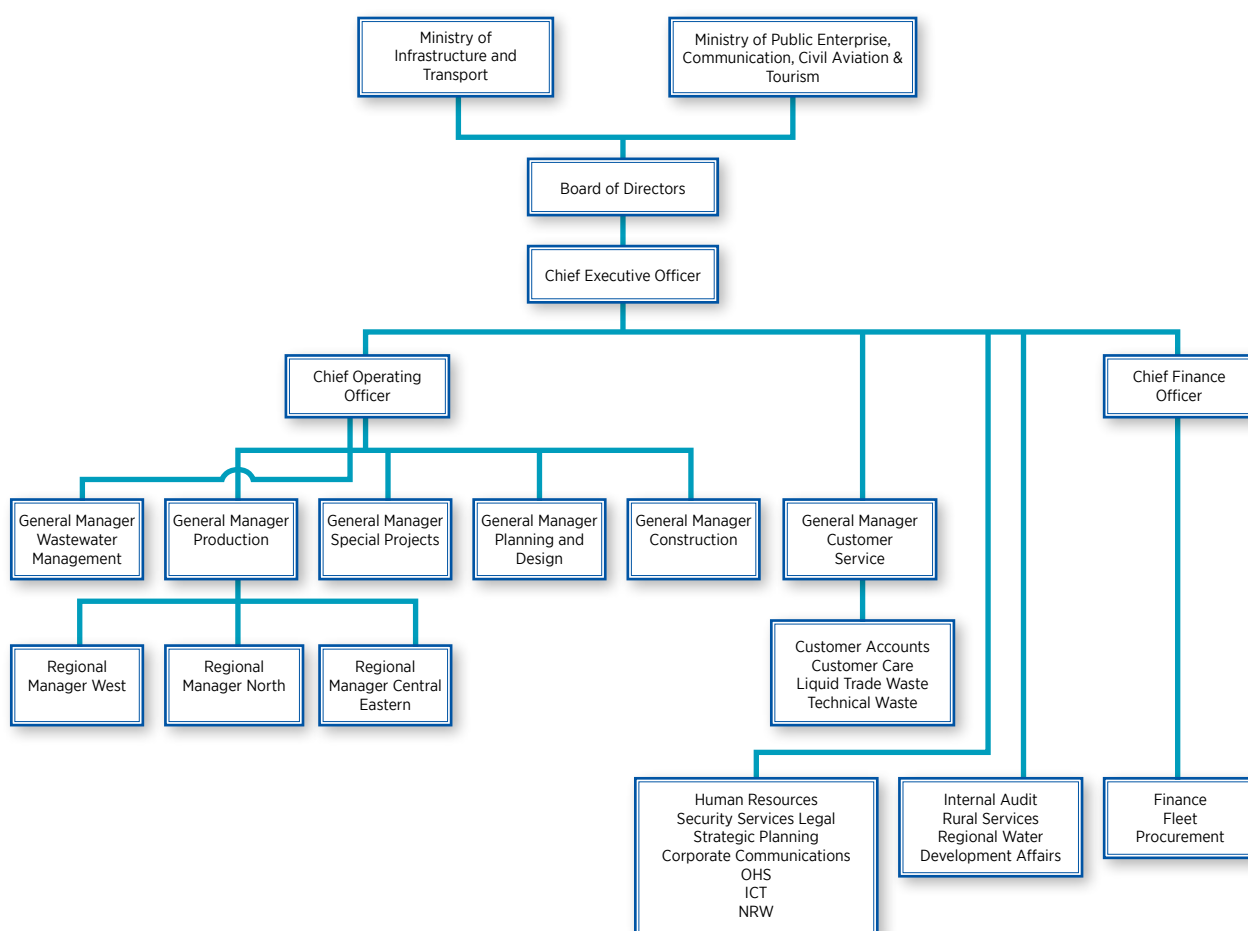 Ministry of
Infrastructure and
Transport
Ministry of Public Enterprise,
Communication, Civil Aviation &
Tourism
Board of Directors
Chief Executive Officer
Chief Operating
Officer
Chief Finance
Officer
General Manager
Wastewater
Management
General Manager
Production
General Manager
Special Projects
General Manager
Planning and
Design
General Manager
Construction
General Manager
Customer
Service
Regional
Manager West
Regional
Manager North
Regional
Manager Central
Eastern
Customer Accounts
Customer Care
Liquid Trade Waste
Technical Waste
Human Resources
Security Services Legal
Strategic Planning
Corporate Communications
OHS
ICT
NRW
Internal Audit
Rural Services
Regional Water
Development Affairs
Finance
Fleet
Procurement